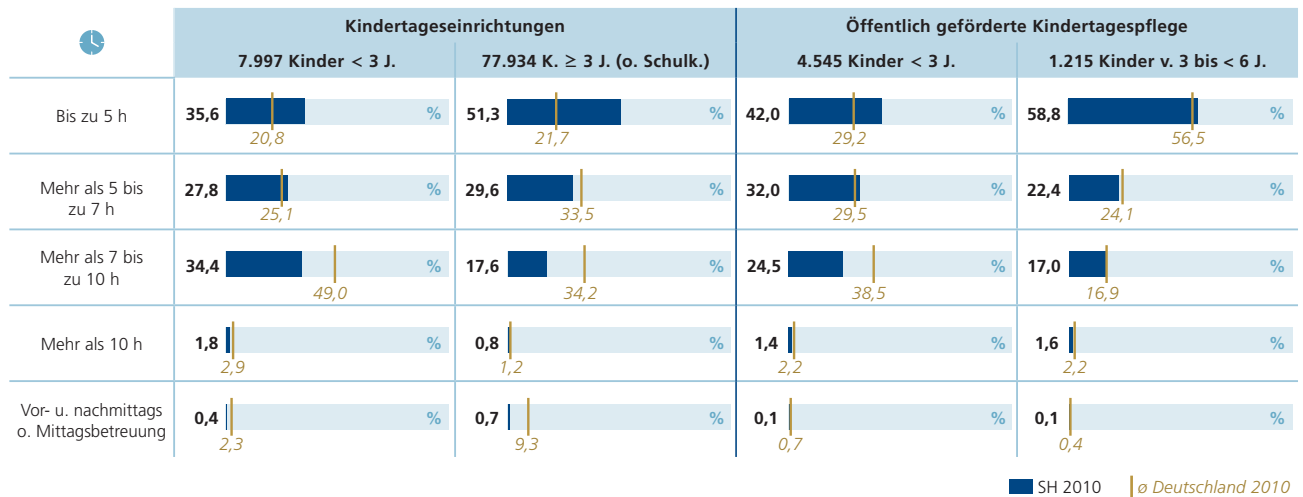 Kindertageseinrichtungen Öffentlich geförderte Kindertagespflege
7.997 Kinder < 3 J. 77.934 K. ≥ 3 J. (o. Schulk.) 4.545 Kinder < 3 J. 1.215 Kinder v. 3 bis < 6 J.
Bis zu 5 h 35,6 % 51,3 % 42,0 % 58,8 %
20,8 21,7 29,2 56,5
Mehr als 5 bis
zu 7 h 27,8 % 29,6 % 32,0 % 22,4 %
25,1 33,5 29,5 24,1
Mehr als 7 bis
zu 10 h 34,4 % 17,6 % 24,5 % 17,0 %
49,0 34,2 38,5 16,9
Mehr als 10 h 1,8 % 0,8 % 1,4 % 1,6 %
2,9 1,2 2,2 2,2
Vor- u. nachmittags
o. Mittagsbetreuung 0,4 % 0,7 % 0,1 % 0,1 %
2,3 9,3 0,7 0,4
SH 2010 ø Deutschland 2010